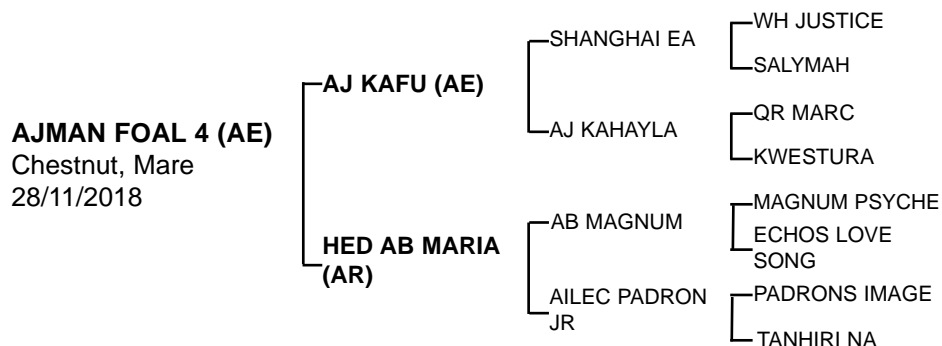 AJMAN FOAL 4 (AE)
Chestnut, Mare
28/11/2018
AJ KAFU (AE)
HED AB MARIA
(AR)
SHANGHAI EA
AJ KAHAYLA
AB MAGNUM
AILEC PADRON
JR
WH JUSTICE
SALYMAH
QR MARC
KWESTURA
MAGNUM PSYCHE
ECHOS LOVE
SONG
PADRONS IMAGE
TANHIRI NA